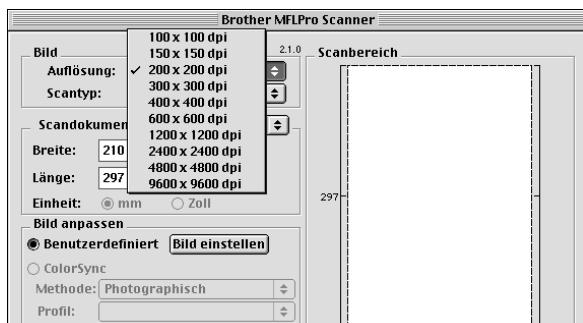 Brother MFLPro Scanner
Bild
2.1.0
Auflösung:
100 x 100 dpi
150 x 150 dpi
✓ 200 x 200 dpi
300 x 300 dpi
400 x 400 dpi
600 x 600 dpi
1200 x 1200 dpi
2400 x 2400 dpi
4800 x 4800 dpi
9600 x 9600 dpi
Scantyp:
Scandokumen
Breite: 210
Länge: 297
Einheit: mm Zoll
Bild anpassen
Benutzerdefiniert Bild einstellen
ColorSync
Methode: Photographisch
Profil:
Scanbereich
297